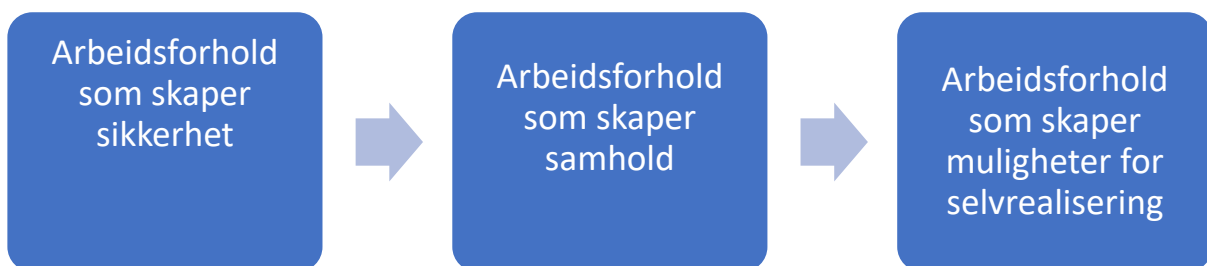 Arbeidsforhold
som skaper
sikkerhet
Arbeidsforhold
som skaper
samhold
Arbeidsforhold
som skaper
muligheter for
selvrealisering